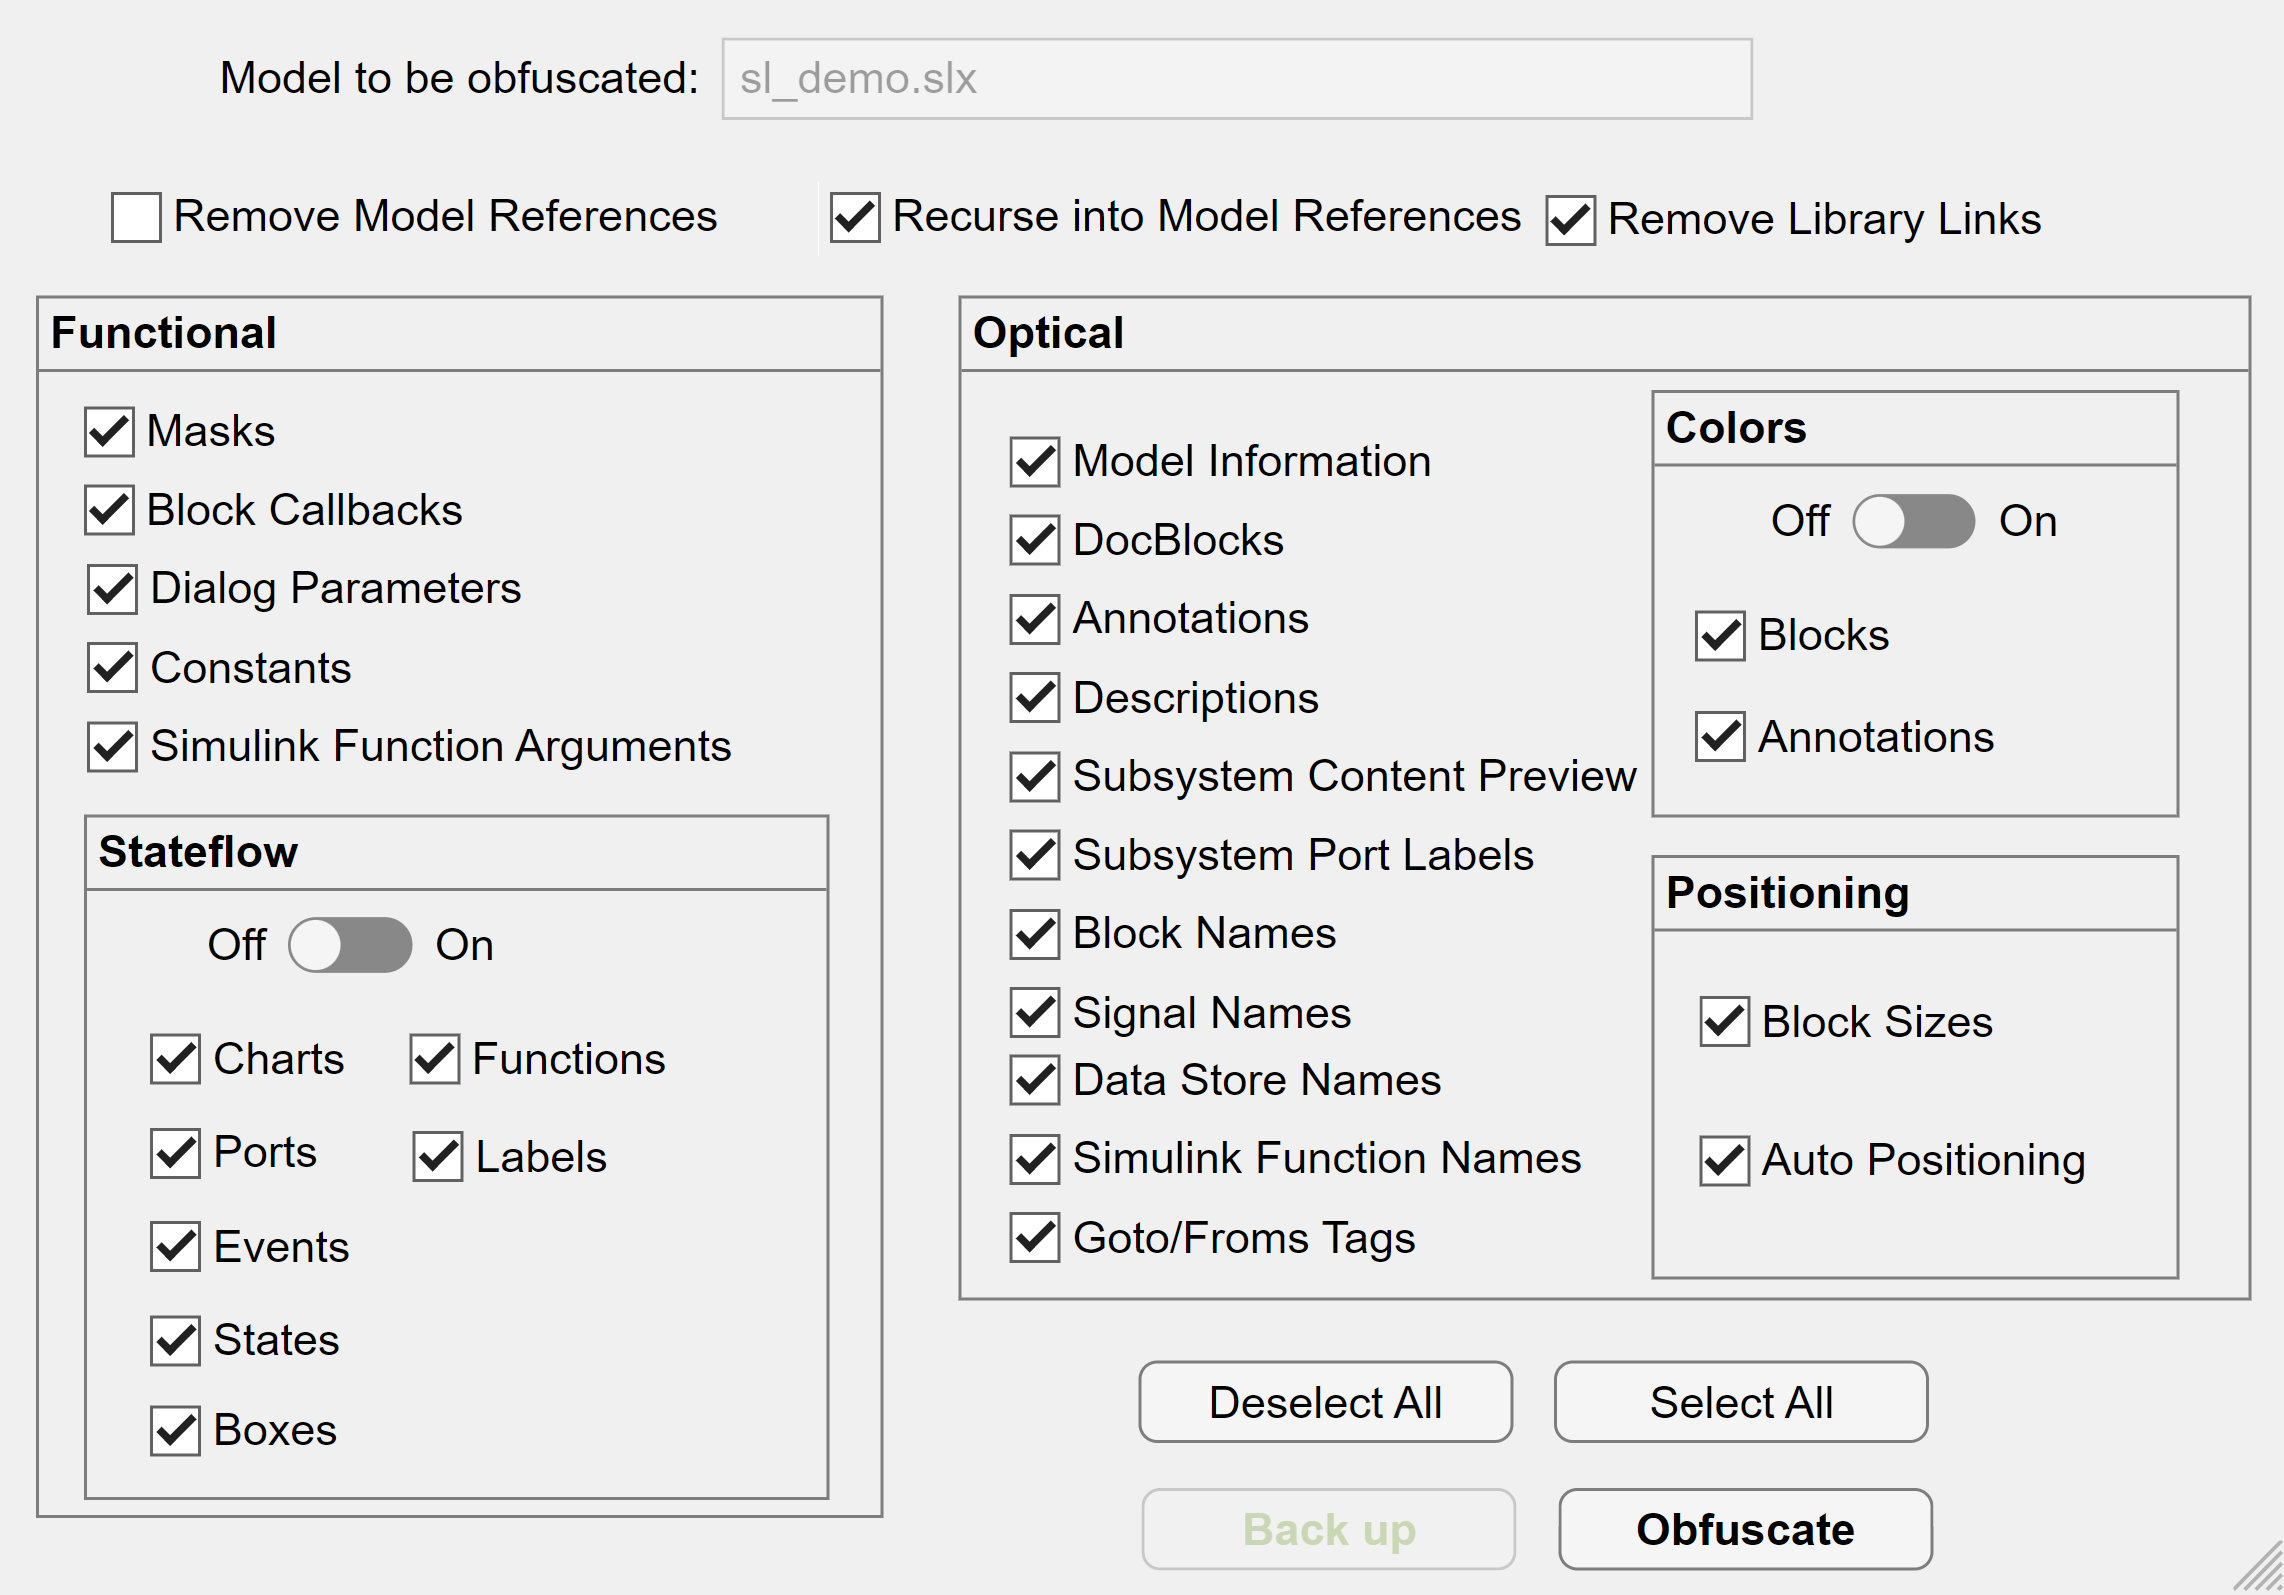 Model to be obfuscated: sl_demo.slx
Remove Model References Recurse into Model References Remove Library Links
Functional
Masks
Block Callbacks
Dialog Parameters
Constants
Simulink Function Arguments
Stateflow
Off On
Charts Functions
Ports Labels
Events
States
Boxes
Optical
Model Information
DocBlocks
Annotations
Descriptions
Subsystem Content Preview
Subsystem Port Labels
Block Names
Signal Names
Data Store Names
Simulink Function Names
Goto/Froms Tags
Colors
Off On
Blocks
Annotations
Positioning
Block Sizes
Auto Positioning
Deselect All Select All
Back up Obfuscate